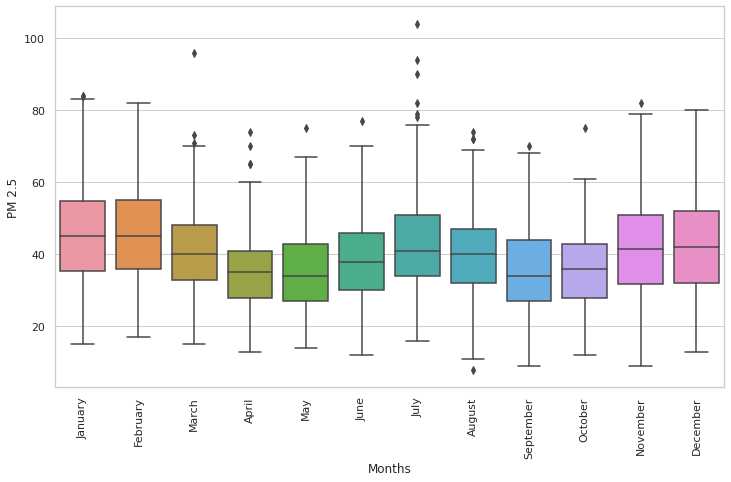 PM 2.5
100
80
60
40
20
January
February
March
April
May
June
July
August
September
October
November
December
Months